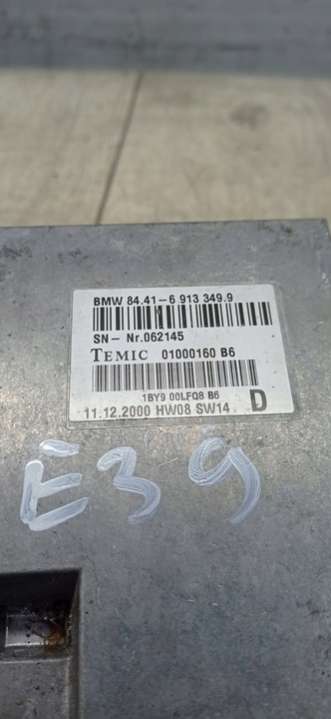 BMW 84.41-6 913 349.9
SN- Nr.062145
TEMIC 01000160 B6
1BY9 00LFQ8 B6
11.12.2000 HW08 SW14 D
E39